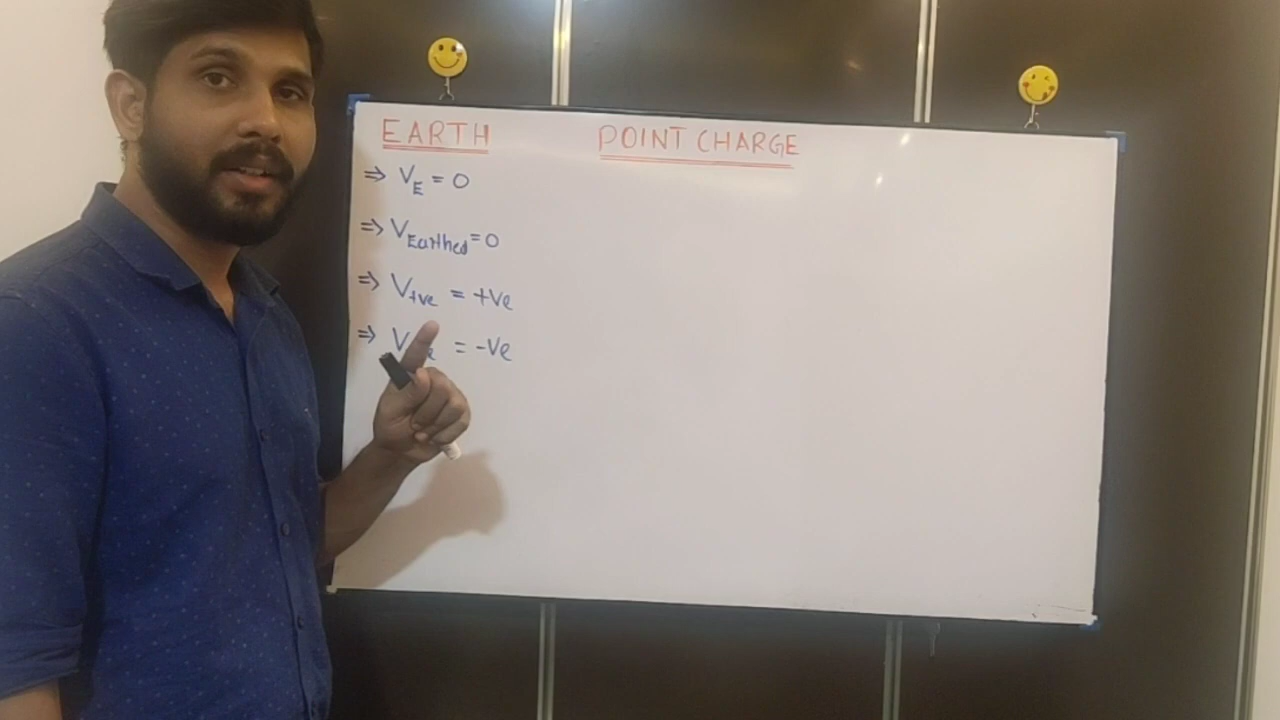 EARTH
POINT CHARGE
⇒ V_E = 0
⇒ V_Earthed = 0
⇒ V_+ve = +Ve
⇒ V = -Ve